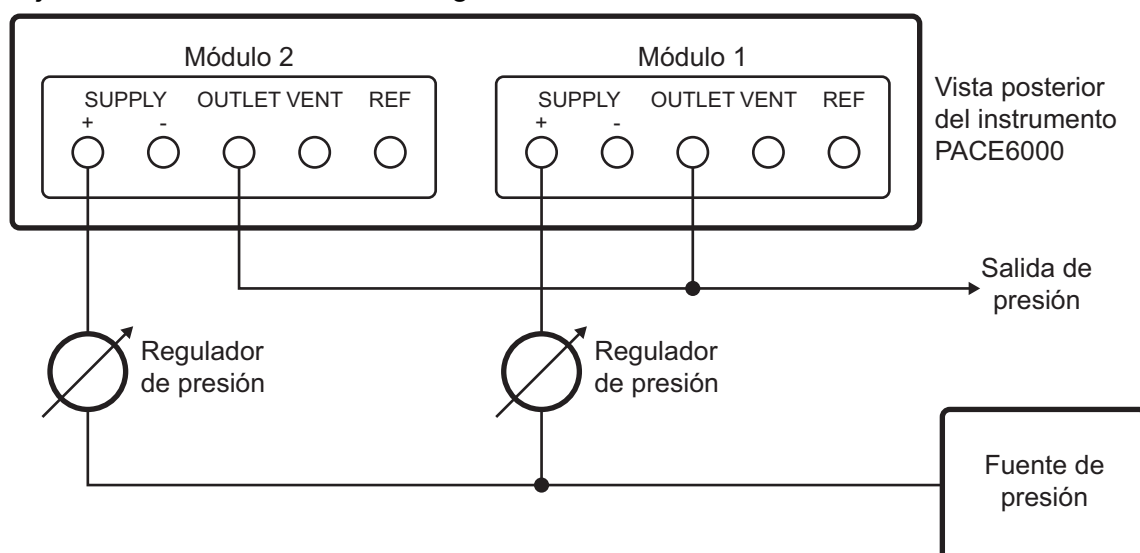 Módulo 2
Módulo 1
SUPPLY OUTLET VENT REF
+ -
SUPPLY OUTLET VENT REF
+ -
Vista posterior
del instrumento
PACE6000
Salida de
presión
Regulador
de presión
Regulador
de presión
Fuente de
presión